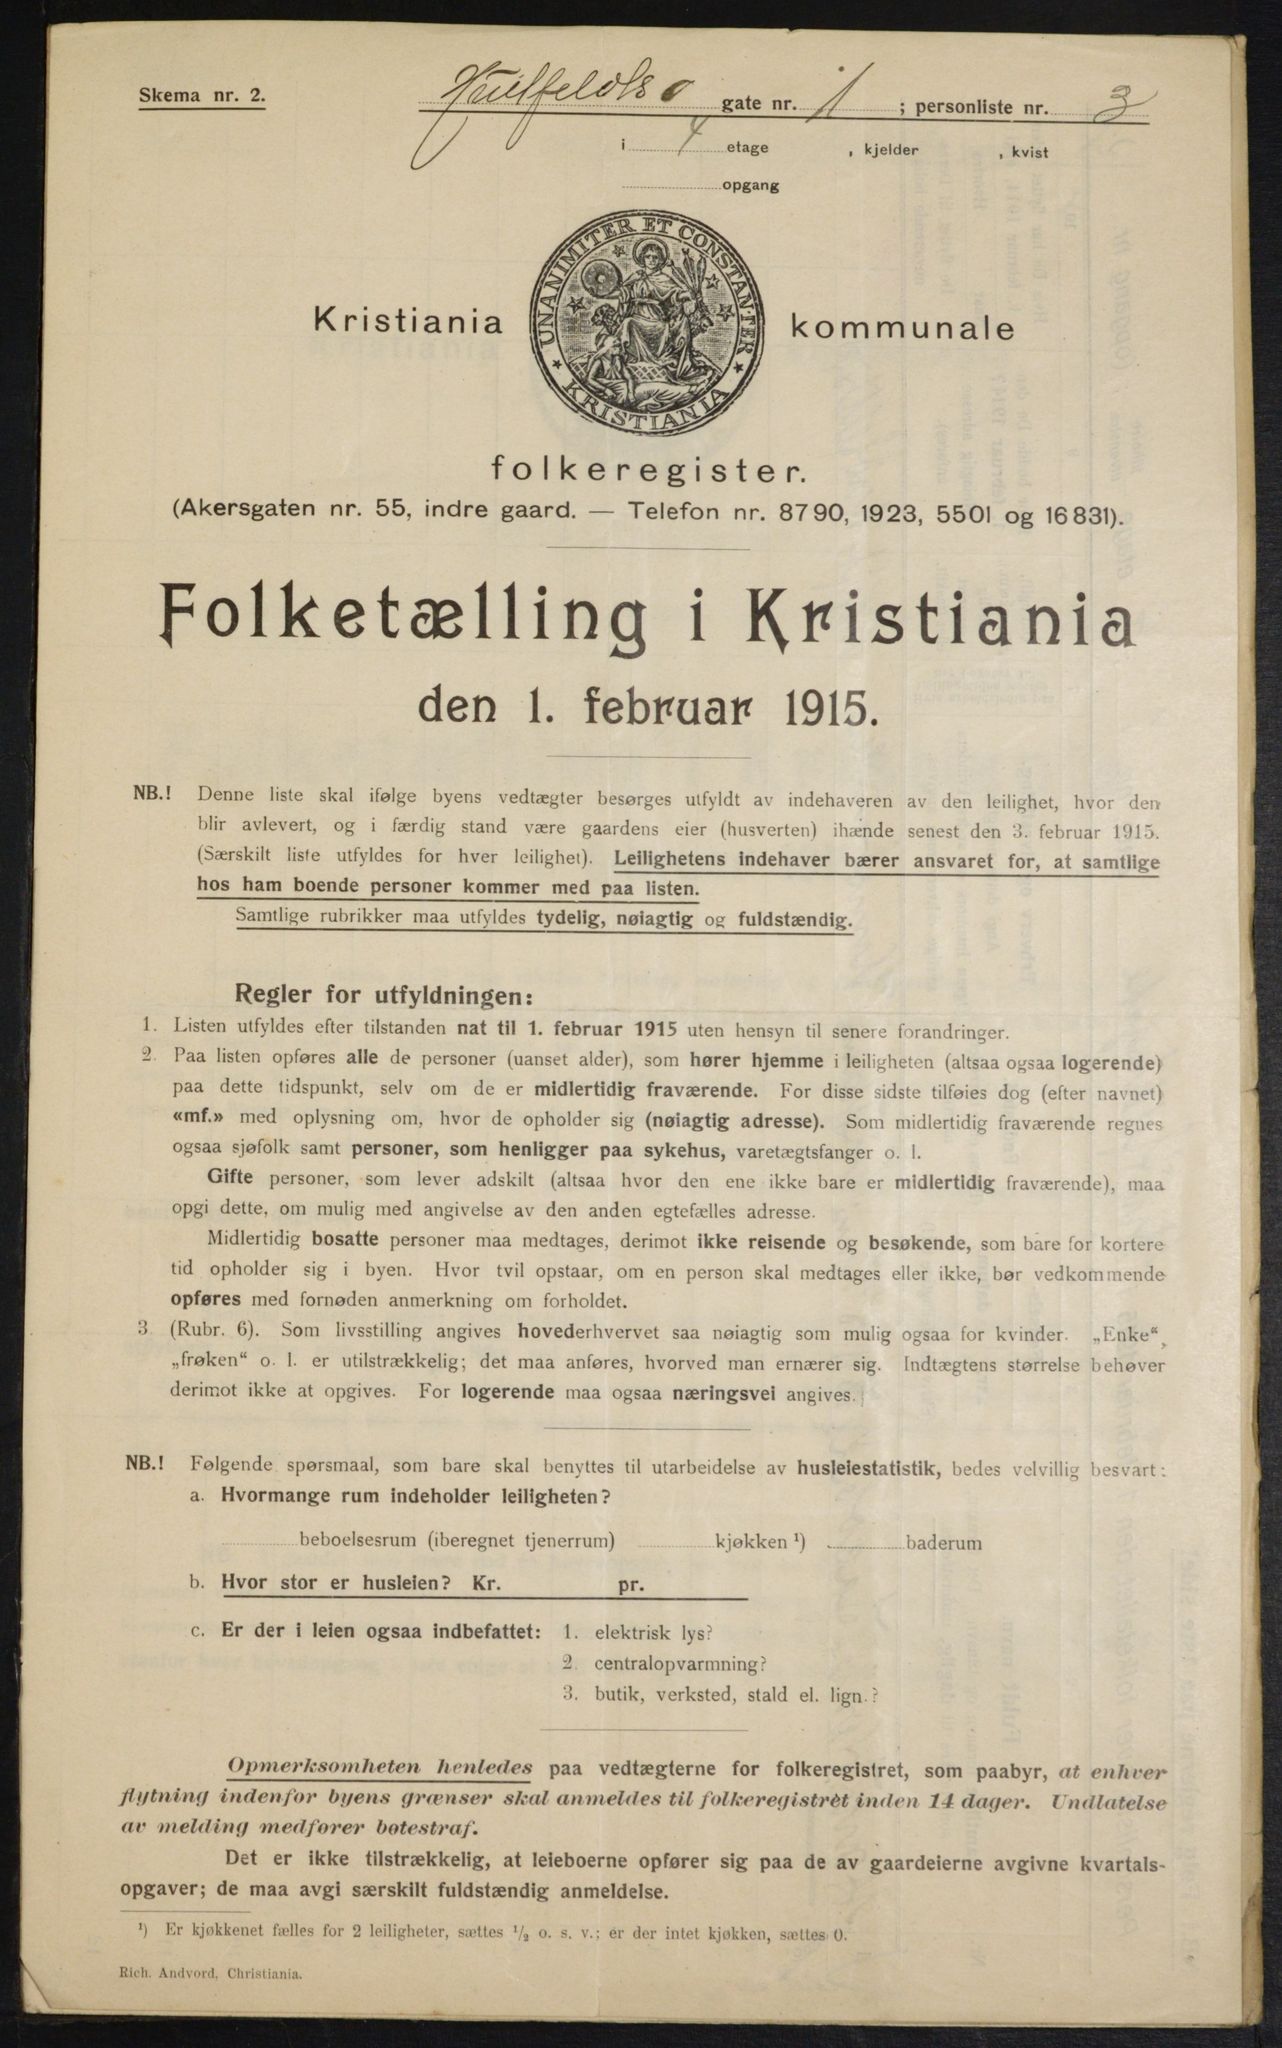 Skema nr. 2.
Huitfeldts gate nr. 11 ; personliste nr. 3
i 4 etage , kjelder , kvist
opgang
UNANIMITER ET CONSTANTER
KRISTIANIA
Kristiania kommunale
folkeregister.
(Akersgaten nr. 55, indre gaard. — Telefon nr. 8790, 1923, 5501 og 16831).
Folketælling i Kristiania
den 1. februar 1915.
NB.! Denne liste skal ifølge byens vedtægter besørges utfyldt av indehaveren av den leilighet, hvor den
blir avlevert, og i færdig stand være gaardens eier (husverten) ihænde senest den 3. februar 1915.
(Særskilt liste utfyldes for hver leilighet). Leilighetens indehaver bærer ansvaret for, at samtlige
hos ham boende personer kommer med paa listen.
Samtlige rubrikker maa utfyldes tydelig, nøiagtig og fuldstændig.
Regler for utfyldningen:
1. Listen utfyldes efter tilstanden nat til 1. februar 1915 uten hensyn til senere forandringer.
2. Paa listen opføres alle de personer (uanset alder), som hører hjemme i leiligheten (altsaa ogsaa logerende)
paa dette tidspunkt, selv om de er midlertidig fraværende. For disse sidste tilføies dog (efter navnet)
«mf.» med oplysning om, hvor de opholder sig (nøiagtig adresse). Som midlertidig fraværende regnes
ogsaa sjøfolk samt personer, som henligger paa sykehus, varetægtsfanger o. l.
Gifte personer, som lever adskilt (altsaa hvor den ene ikke bare er midlertidig fraværende), maa
opgi dette, om mulig med angivelse av den anden egtefælles adresse.
Midlertidig bosatte personer maa medtages, derimot ikke reisende og besøkende, som bare for kortere
tid opholder sig i byen. Hvor tvil opstaar, om en person skal medtages eller ikke, bør vedkommende
opføres med fornøden anmerkning om forholdet.
3 (Rubr. 6). Som livsstilling angives hovederhvervet saa nøiagtig som mulig ogsaa for kvinder. „Enke“,
„frøken“ o. l. er utilstrækkelig; det maa anføres, hvorved man ernærer sig. Indtægtens størrelse behøver
derimot ikke at opgives. For logerende maa ogsaa næringsvei angives.
NB.! Følgende spørsmaal, som bare skal benyttes til utarbeidelse av husleiestatistik, bedes velvillig besvart:
a. Hvormange rum indeholder leiligheten?
beboelsesrum (iberegnet tjenerrum) kjøkken ¹) baderum
b. Hvor stor er husleien? Kr. pr.
c. Er der i leien ogsaa indbefattet: 1. elektrisk lys?
2. centralopvarmning?
3. butik, verksted, stald el. lign.?
Opmerksomheten henledes paa vedtægterne for folkeregistret, som paabyr, at enhver
flytning indenfor byens grænser skal anmeldes til folkeregistret inden 14 dager. Undlatelse
av melding medfører bøtestraf.
Det er ikke tilstrækkelig, at leieboerne opfører sig paa de av gaardeierne avgivne kvartals-
opgaver; de maa avgi særskilt fuldstændig anmeldelse.
¹) Er kjøkkenet fælles for 2 leiligheter, sættes ½ o. s. v.; er der intet kjøkken, sættes 0.
Rich. Andvord, Christiania.